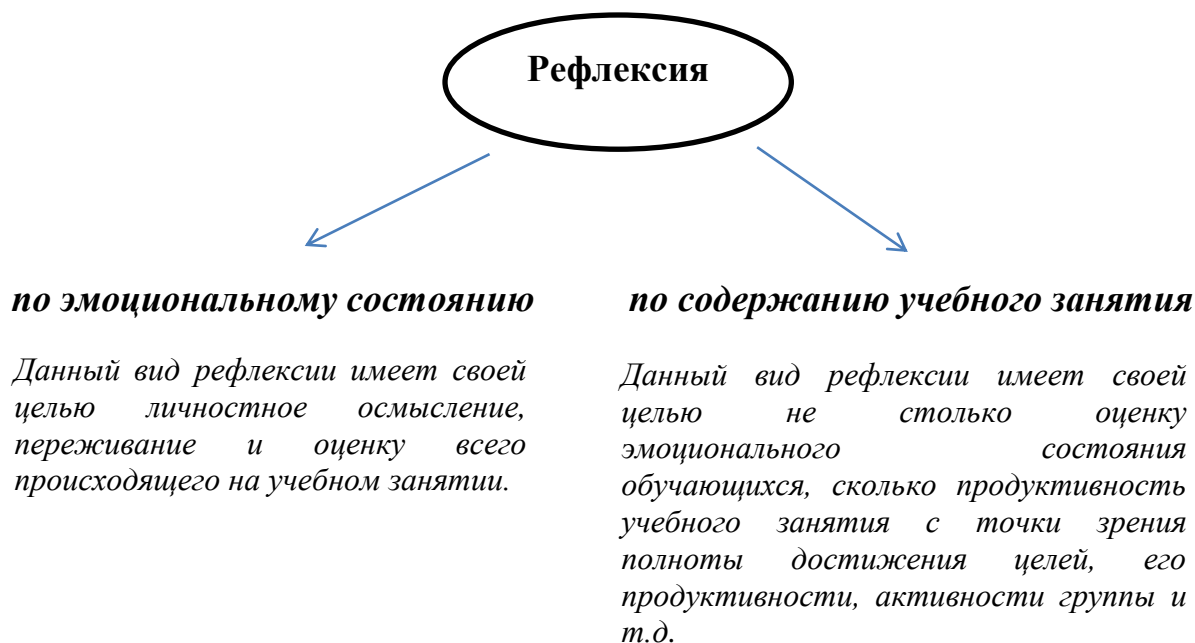 Рефлексия
по эмоциональному состоянию
Данный вид рефлексии имеет своей
целью личностное осмысление,
переживание и оценку всего
происходящего на учебном занятии.
по содержанию учебного занятия
Данный вид рефлексии имеет своей
целью не столько оценку
эмоционального состояния
обучающихся, сколько продуктивность
учебного занятия с точки зрения
полноты достижения целей, его
продуктивности, активности группы и
т.д.